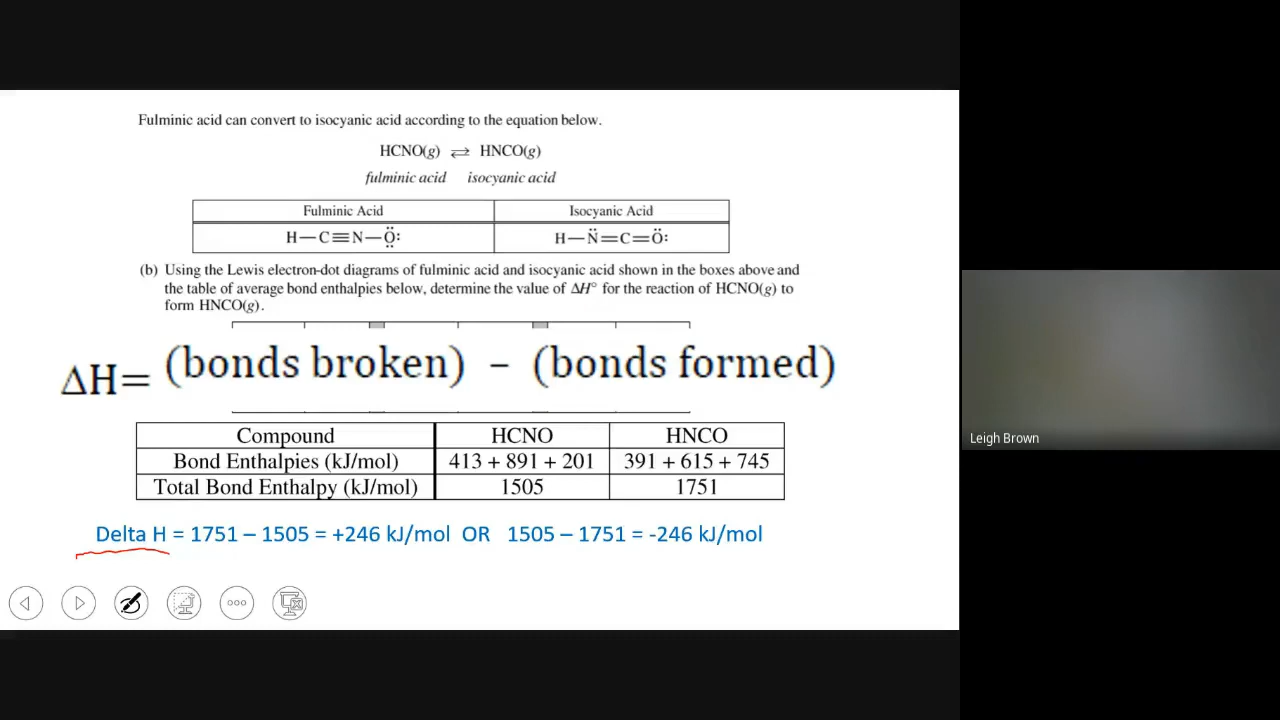 Fulminic acid can convert to isocyanic acid according to the equation below.
HCNO(g) ⇌ HNCO(g)
fulminic acid isocyanic acid
Fulminic Acid Isocyanic Acid
H—C≡N—Ö: H—N̈=C=Ö:
(b) Using the Lewis electron-dot diagrams of fulminic acid and isocyanic acid shown in the boxes above and
the table of average bond enthalpies below, determine the value of ΔH° for the reaction of HCNO(g) to
form HNCO(g).
ΔH= (bonds broken) – (bonds formed)
Compound HCNO HNCO
Bond Enthalpies (kJ/mol) 413 + 891 + 201 391 + 615 + 745
Total Bond Enthalpy (kJ/mol) 1505 1751
Delta H = 1751 – 1505 = +246 kJ/mol OR 1505 – 1751 = -246 kJ/mol
Leigh Brown